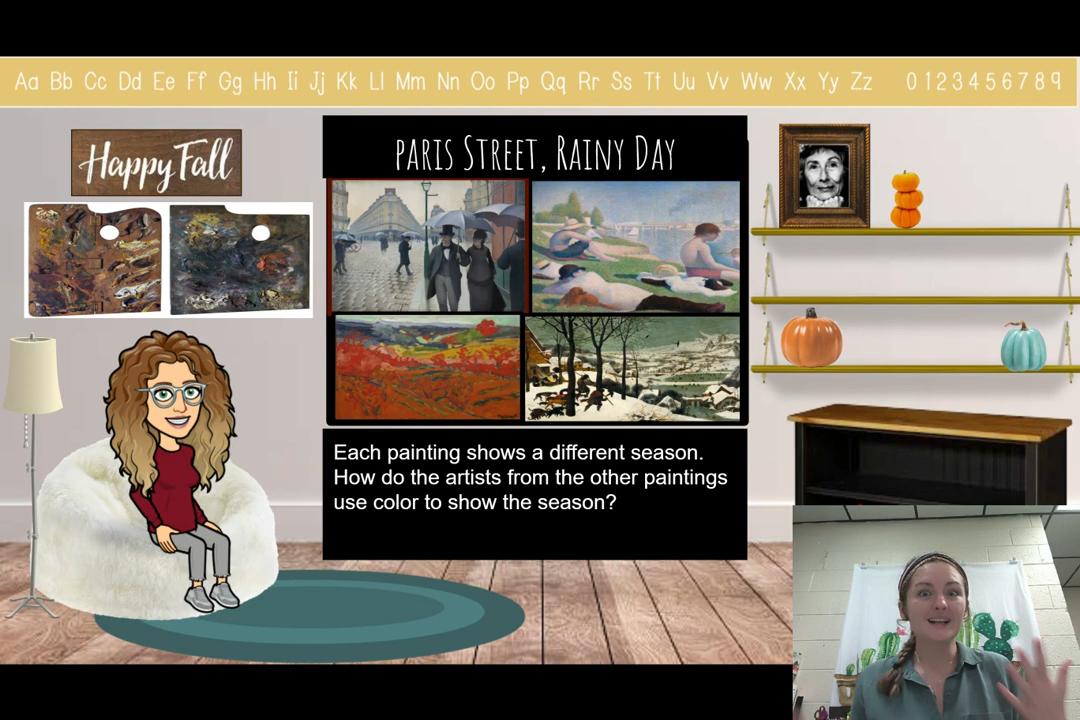 Aa Bb Cc Dd Ee Ff Gg Hh Ii Jj Kk Ll Mm Nn Oo Pp Qq Rr Ss Tt Uu Vv Ww Xx Yy Zz 0 1 2 3 4 5 6 7 8 9
Happy Fall
Paris Street, Rainy Day
Each painting shows a different season.
How do the artists from the other paintings
use color to show the season?